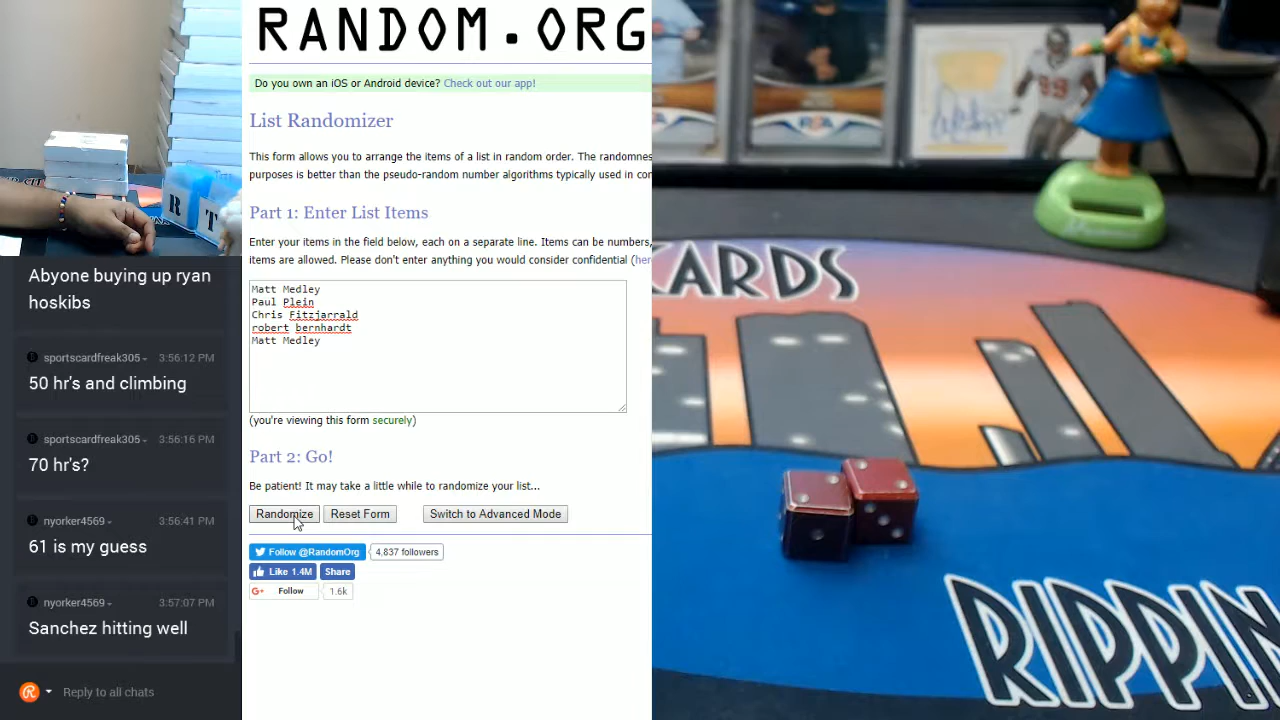 RANDOM.ORG
Do you own an iOS or Android device? Check out our app!
List Randomizer
This form allows you to arrange the items of a list in random order. The randomnes
purposes is better than the pseudo-random number algorithms typically used in con
Part 1: Enter List Items
Enter your items in the field below, each on a separate line. Items can be numbers,
items are allowed. Please don't enter anything you would consider confidential (her
Matt Medley
Paul Plein
Chris Fitzjarrald
robert bernhardt
Matt Medley
(you're viewing this form securely)
Part 2: Go!
Be patient! It may take a little while to randomize your list...
Randomize
Reset Form
Switch to Advanced Mode
Follow @RandomOrg
4,837 followers
Like 1.4M
Share
Follow
1.6k
R
T
Abyone buying up ryan
hoskibs
sportscardfreak305
3:56:12 PM
50 hr's and climbing
sportscardfreak305
3:56:16 PM
70 hr's?
nyorker4569
3:56:41 PM
61 is my guess
nyorker4569
3:57:07 PM
Sanchez hitting well
Reply to all chats
CARDS
RIPPIN
99